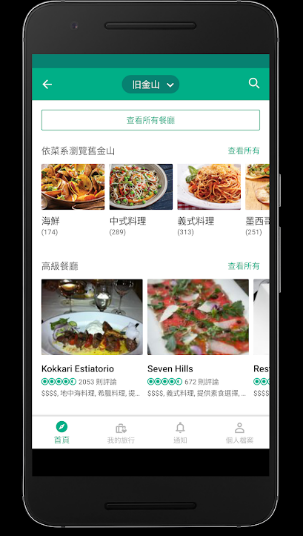 旧金山
查看所有餐廳
依菜系瀏覽舊金山
查看所有
海鮮
中式料理
義式料理
墨西哥
(174)
(289)
(313)
(251)
高級餐廳
查看所有
Kokkari Estiatorio
Seven Hills
Rest
2053 則評論
672 則評論
$$$$, 地中海料理, 希臘料理, 提...
$$$$, 義式料理, 提供素食選擇, ...
$$$$,
首頁
我的旅行
通知
個人檔案